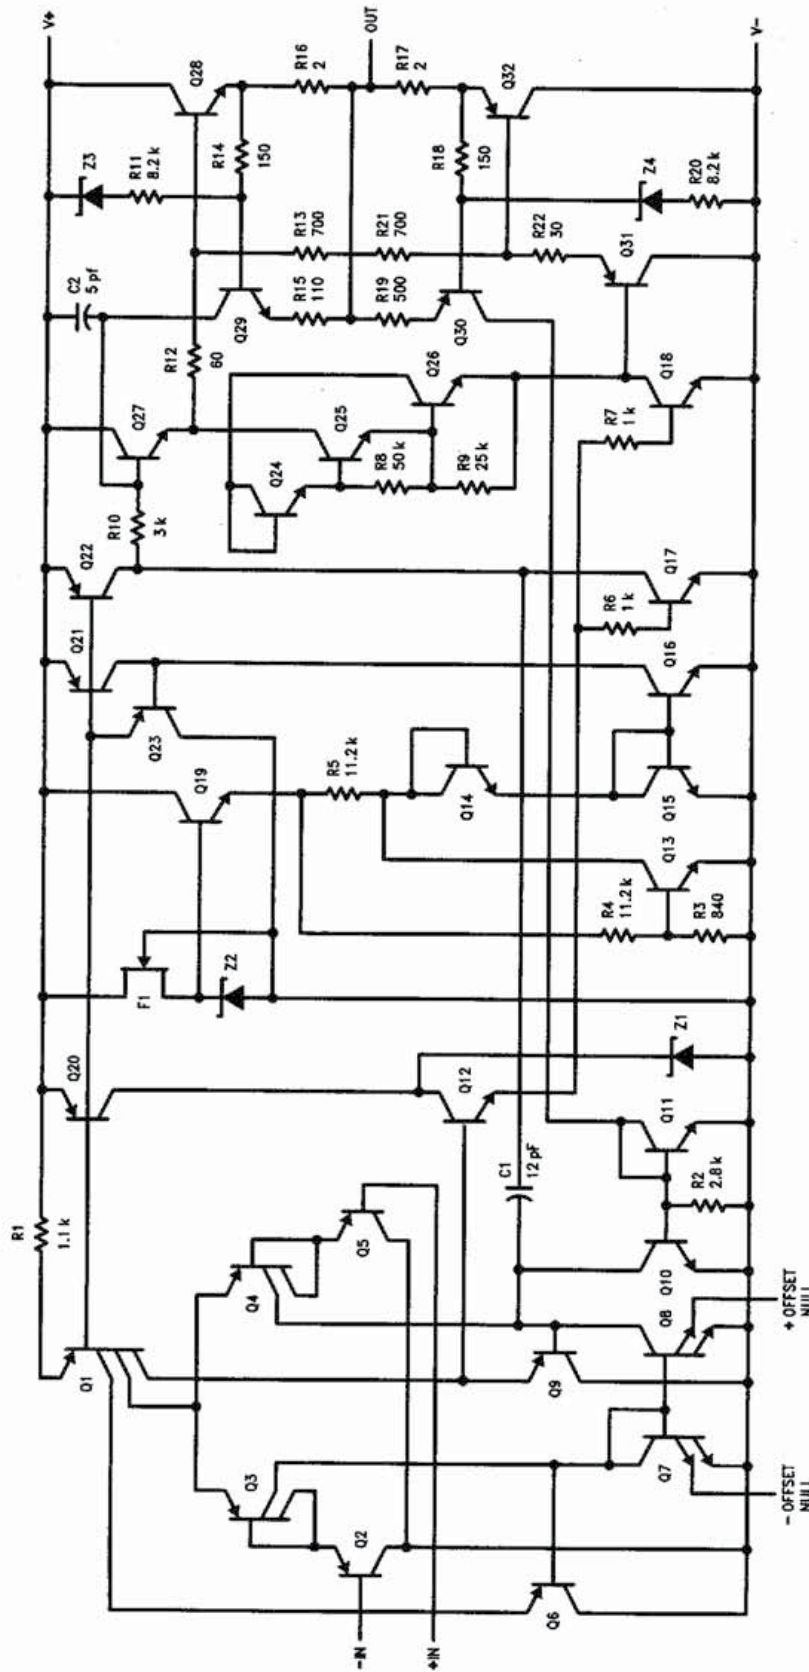 R1
1.1 k
V+
Q1
Q20
F1
Q23
Q21
Q22
Z2
Q19
R10
3 k
Q27
C2
5 pf
Z3
R11
8.2 k
Q28
R12
60
Q29
R14
150
R16
2
R13
700
R15
110
OUT
R17
2
R21
700
R19
500
R18
150
Q32
Q30
Q24
Q25
Q26
R8
50 k
R9
25 k
R22
30
Q31
Z4
R20
8.2 k
Q3
Q4
Q2
Q5
-IN
+IN
R5
11.2 k
Q14
C1
12 pF
Q12
Q6
Q9
Z1
R4
11.2 k
R3
840
Q13
Q15
Q16
R6
1 k
Q17
R7
1 k
Q18
Q7
Q8
Q10
Q11
R2
2.8 k
V-
- OFFSET
NULL
+ OFFSET
NULL